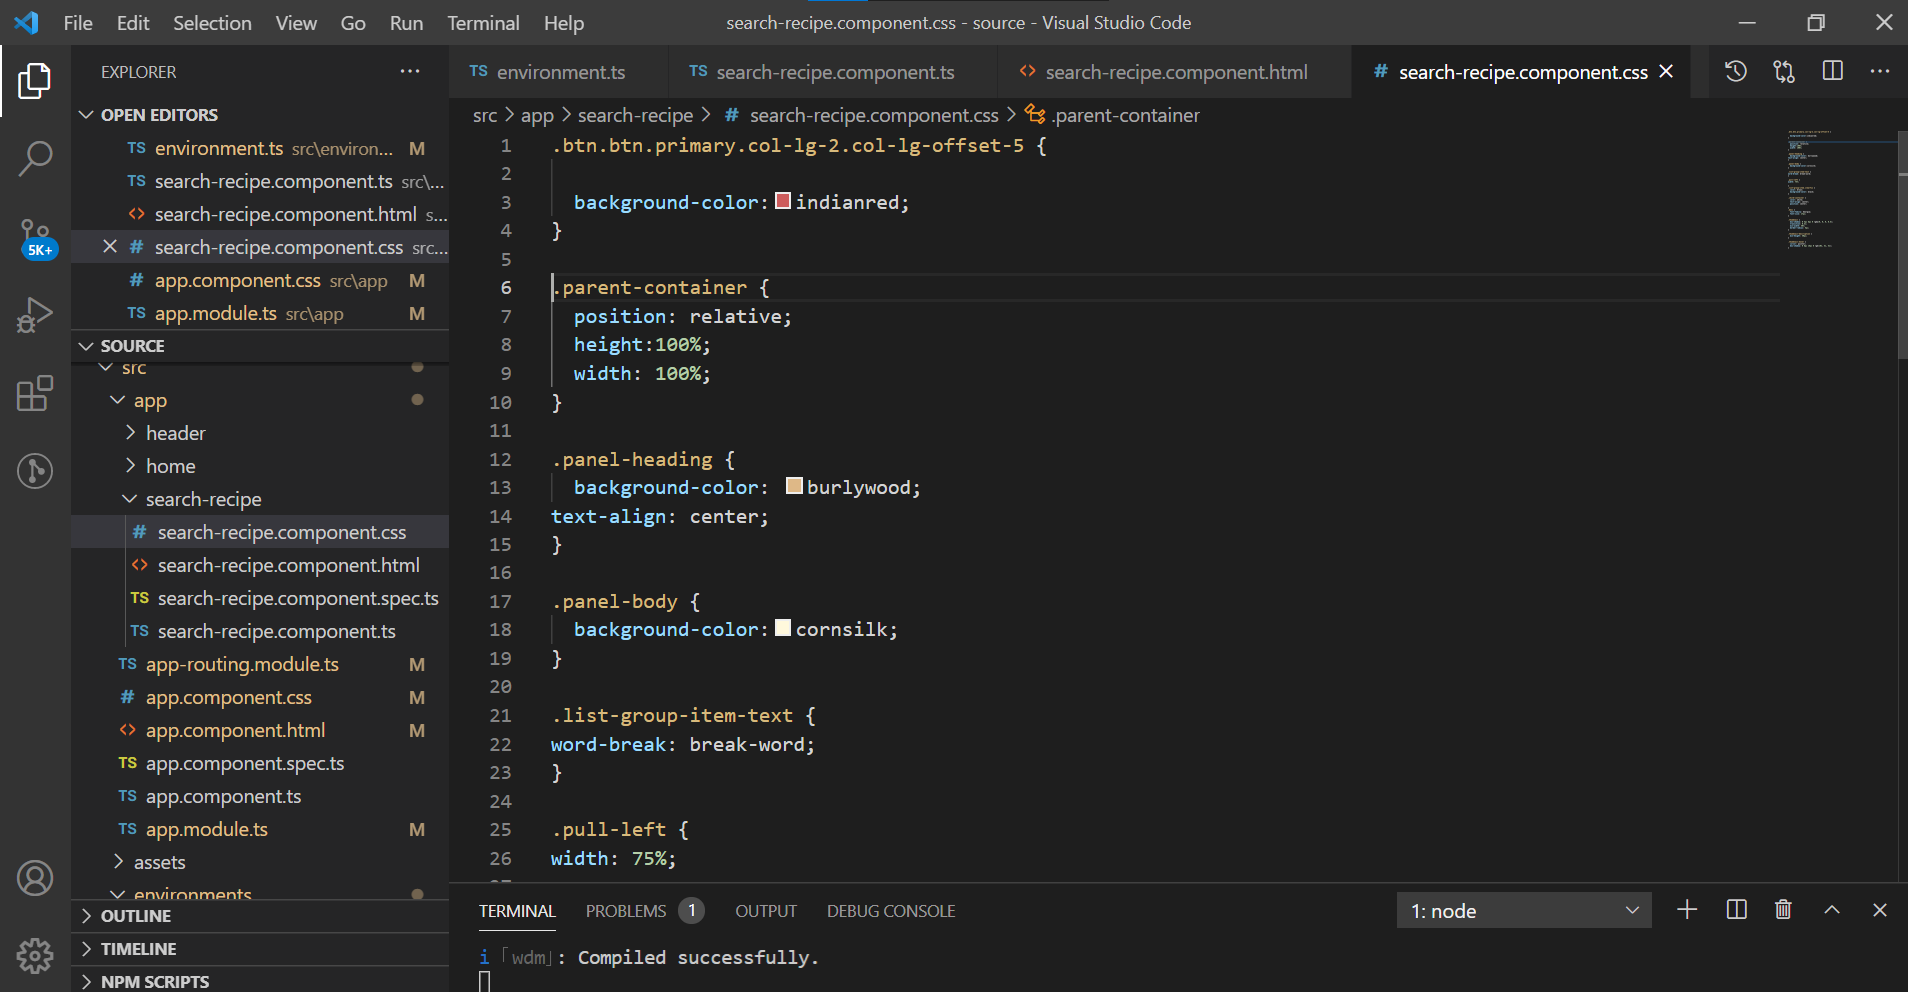 File Edit Selection View Go Run Terminal Help
search-recipe.component.css - source - Visual Studio Code
EXPLORER
OPEN EDITORS
TS environment.ts src\environ... M
TS search-recipe.component.ts src\...
<> search-recipe.component.html s...
# search-recipe.component.css src...
# app.component.css src\app M
TS app.module.ts src\app M
SOURCE
src
app
header
home
search-recipe
# search-recipe.component.css
<> search-recipe.component.html
TS search-recipe.component.spec.ts
TS search-recipe.component.ts
TS app-routing.module.ts M
# app.component.css M
<> app.component.html M
TS app.component.spec.ts
TS app.component.ts
TS app.module.ts M
assets
environments
OUTLINE
TIMELINE
NPM SCRIPTS
5K+
TS environment.ts
TS search-recipe.component.ts
<> search-recipe.component.html
# search-recipe.component.css
src > app > search-recipe > # search-recipe.component.css > .parent-container
1 .btn.btn.primary.col-lg-2.col-lg-offset-5 {
2
3 background-color: indianred;
4 }
5
6 .parent-container {
7 position: relative;
8 height:100%;
9 width: 100%;
10 }
11
12 .panel-heading {
13 background-color: burlywood;
14 text-align: center;
15 }
16
17 .panel-body {
18 background-color: cornsilk;
19 }
20
21 .list-group-item-text {
22 word-break: break-word;
23 }
24
25 .pull-left {
26 width: 75%;
TERMINAL PROBLEMS 1 OUTPUT DEBUG CONSOLE
1: node
i ｢wdm｣: Compiled successfully.